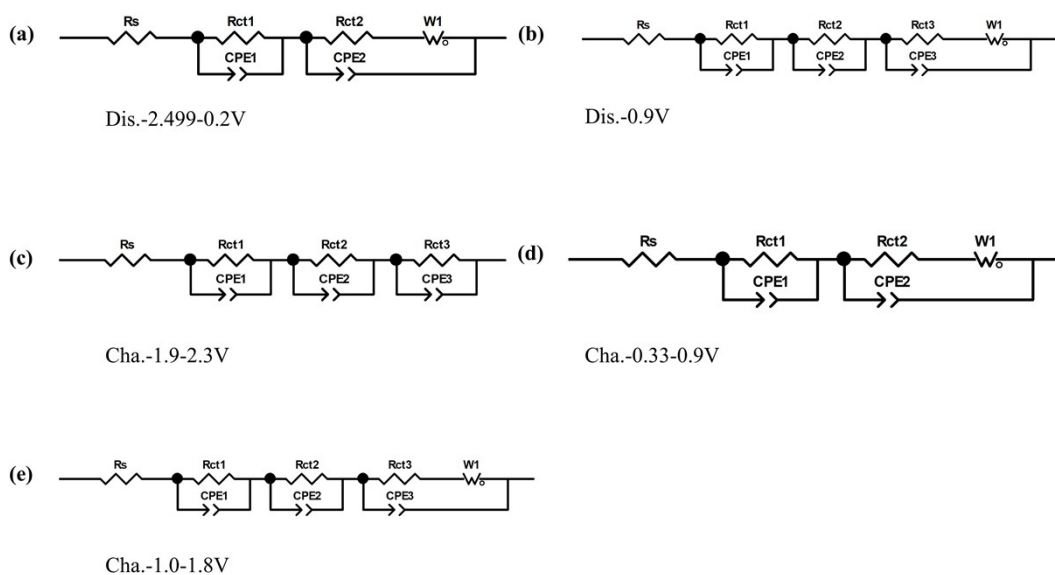 (a) Rs Rct1 Rct2 W1
CPE1 CPE2
Dis.-2.499-0.2V
(b) Rs Rct1 Rct2 Rct3 W1
CPE1 CPE2 CPE3
Dis.-0.9V
(c) Rs Rct1 Rct2 Rct3
CPE1 CPE2 CPE3
Cha.-1.9-2.3V
(d) Rs Rct1 Rct2 W1
CPE1 CPE2
Cha.-0.33-0.9V
(e) Rs Rct1 Rct2 Rct3 W1
CPE1 CPE2 CPE3
Cha.-1.0-1.8V